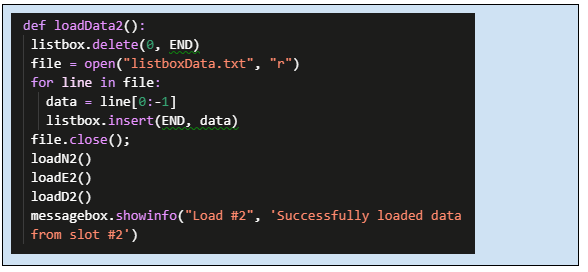 def loadData2():
listbox.delete(0, END)
file = open("listboxData.txt", "r")
for line in file:
data = line[0:-1]
listbox.insert(END, data)
file.close();
loadN2()
loadE2()
loadD2()
messagebox.showinfo("Load #2", 'Successfully loaded data
from slot #2')